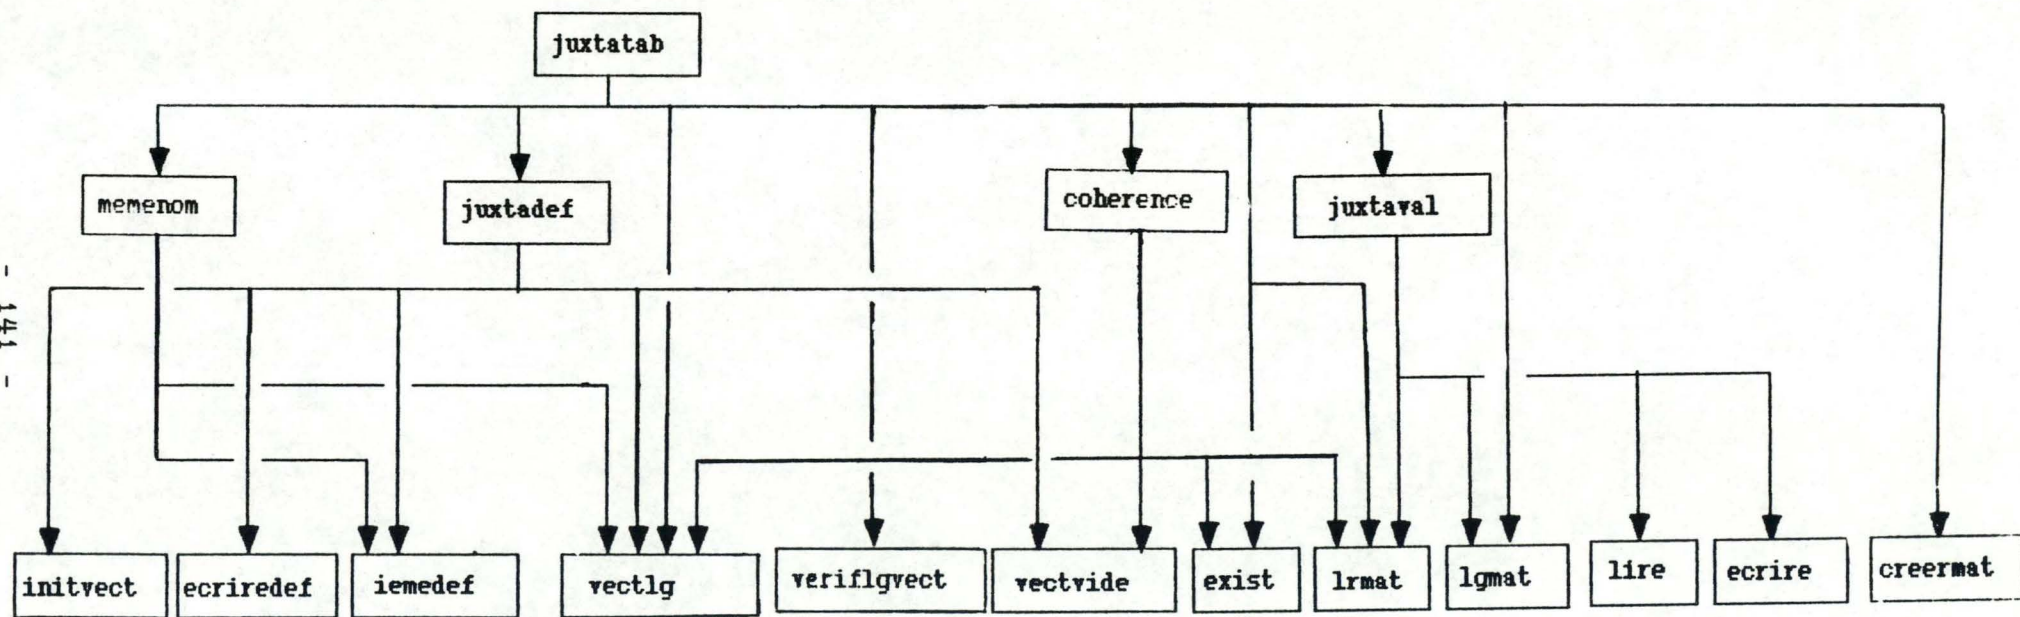 juxtatab
memenom
juxtadef
coherence
juxtaval
- 141 -
initvect
ecriredef
iemedef
vectlg
veriflgvect
vectvide
exist
lrmat
lgmat
lire
ecrire
creermat